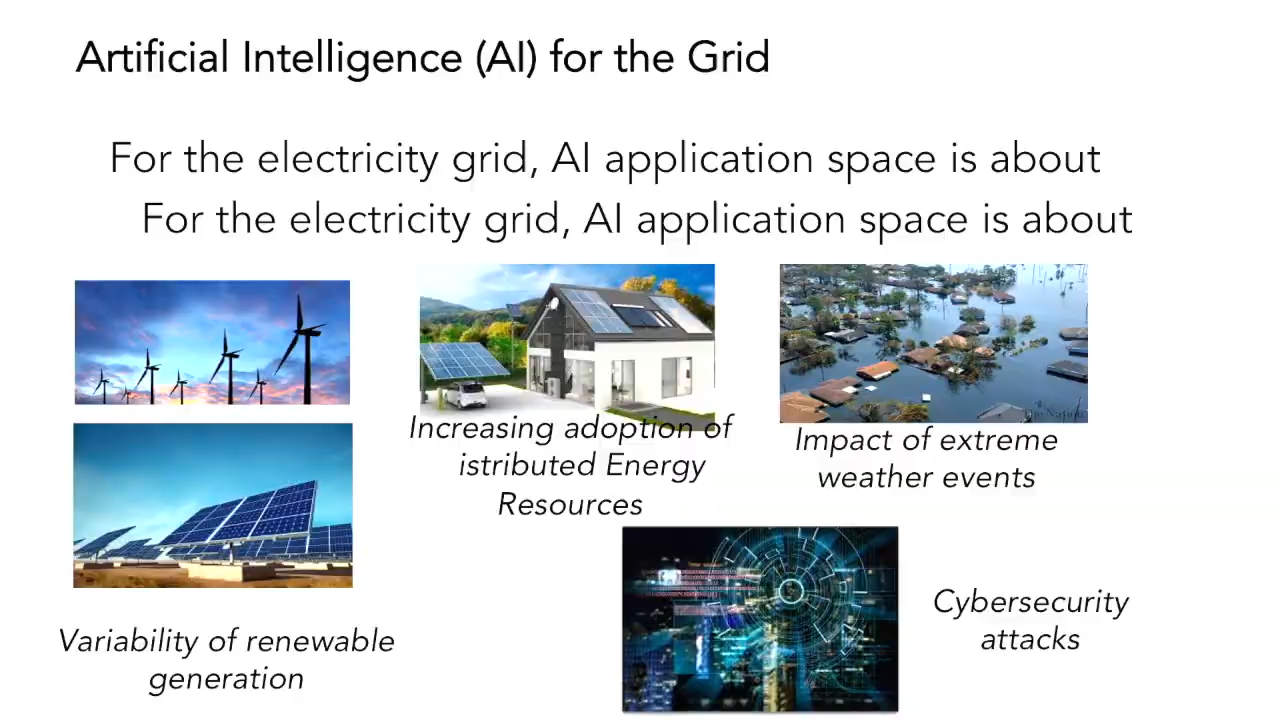 Artificial Intelligence (AI) for the Grid
For the electricity grid, AI application space is about
For the electricity grid, AI application space is about
Increasing adoption of
istributed Energy
Resources
Impact of extreme
weather events
Variability of renewable
generation
Cybersecurity
attacks